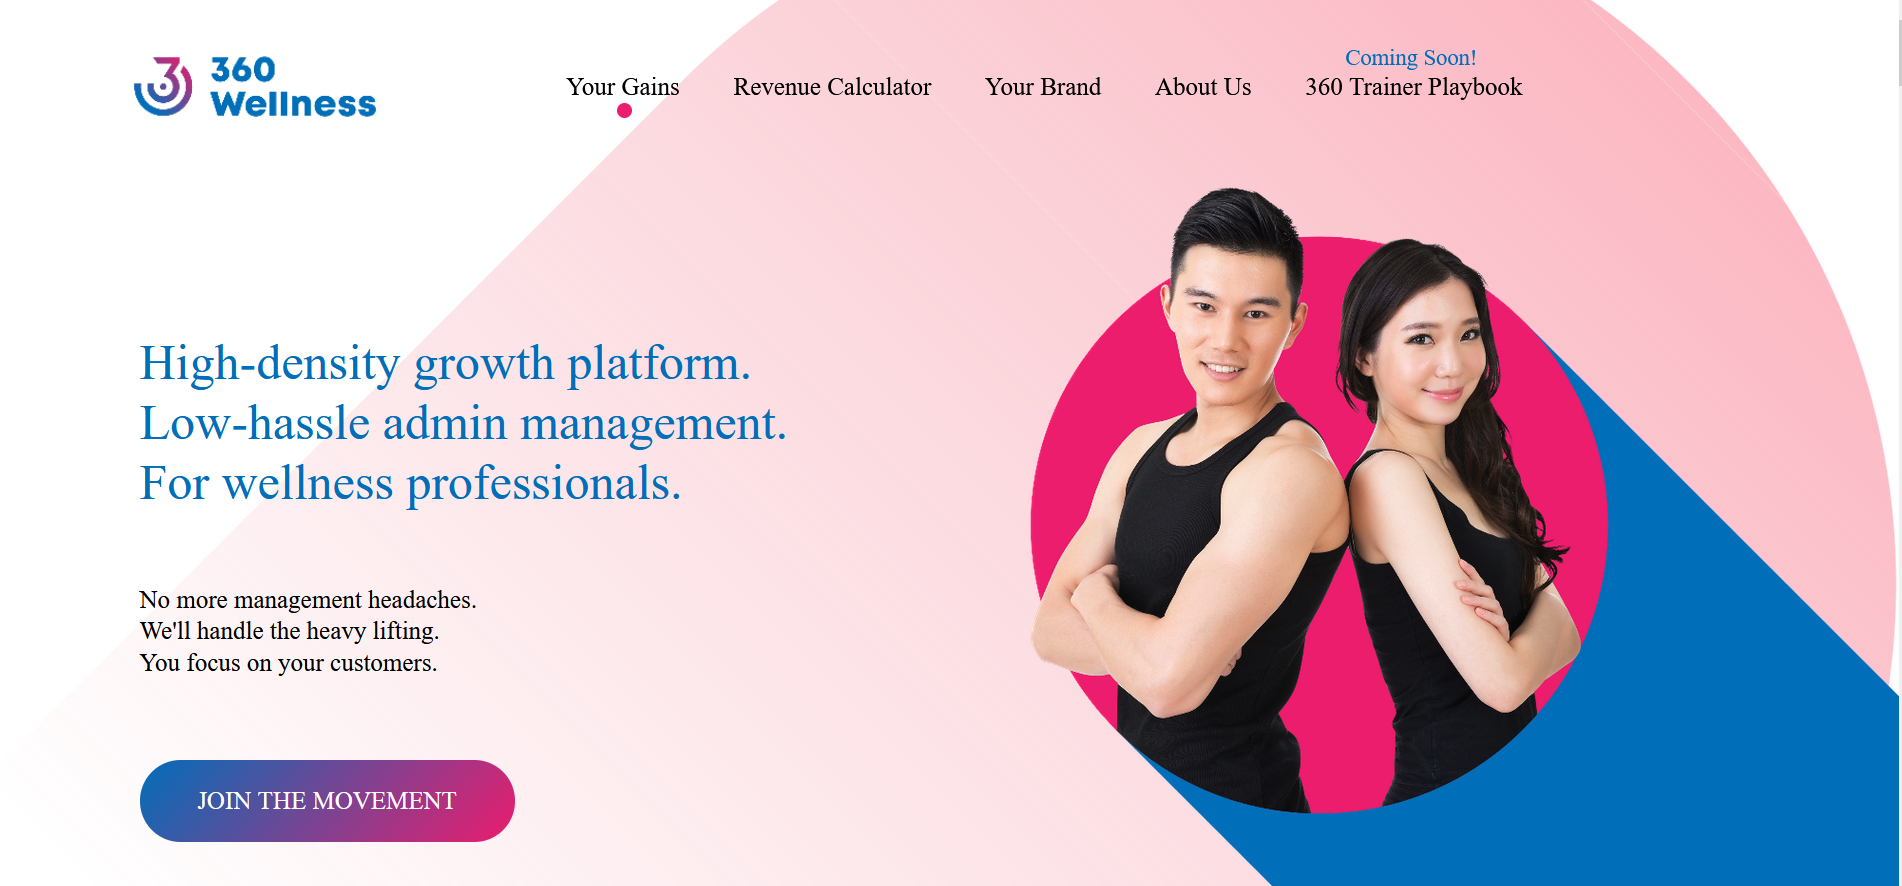 360
Wellness
Your Gains
Revenue Calculator
Your Brand
About Us
Coming Soon!
360 Trainer Playbook
High-density growth platform.
Low-hassle admin management.
For wellness professionals.
No more management headaches.
We'll handle the heavy lifting.
You focus on your customers.
JOIN THE MOVEMENT